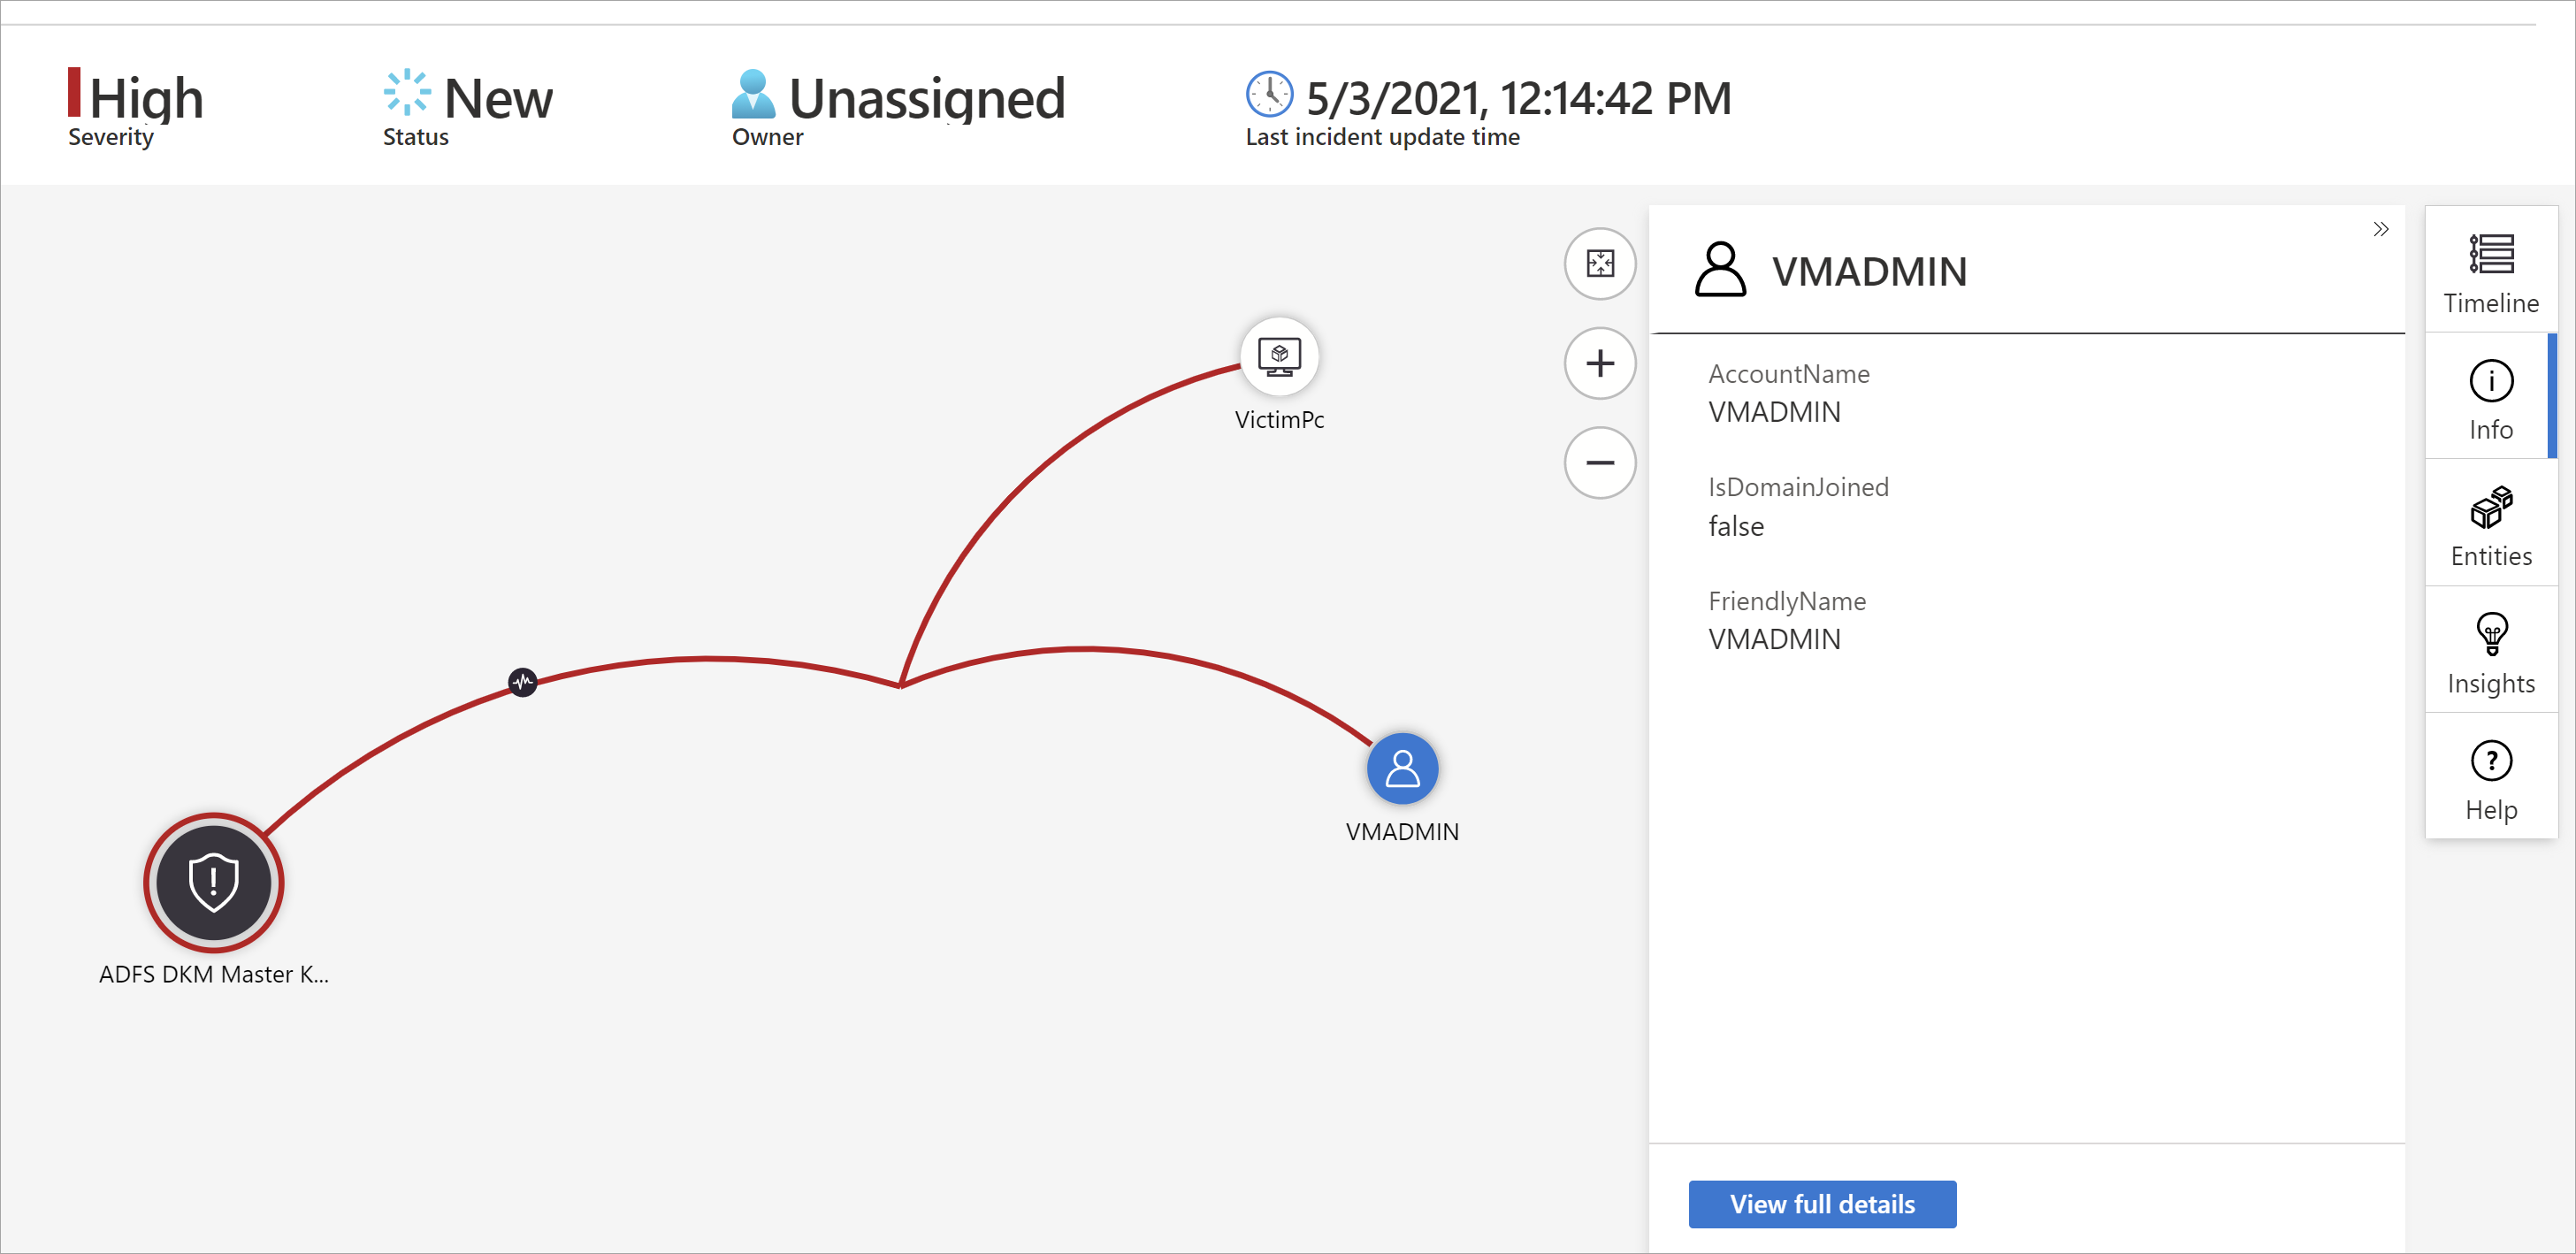 High
Severity
New
Status
Unassigned
Owner
5/3/2021, 12:14:42 PM
Last incident update time
VictimPc
VMADMIN
ADFS DKM Master K...
VMADMIN
AccountName
VMADMIN
IsDomainJoined
false
FriendlyName
VMADMIN
View full details
Timeline
Info
Entities
Insights
Help